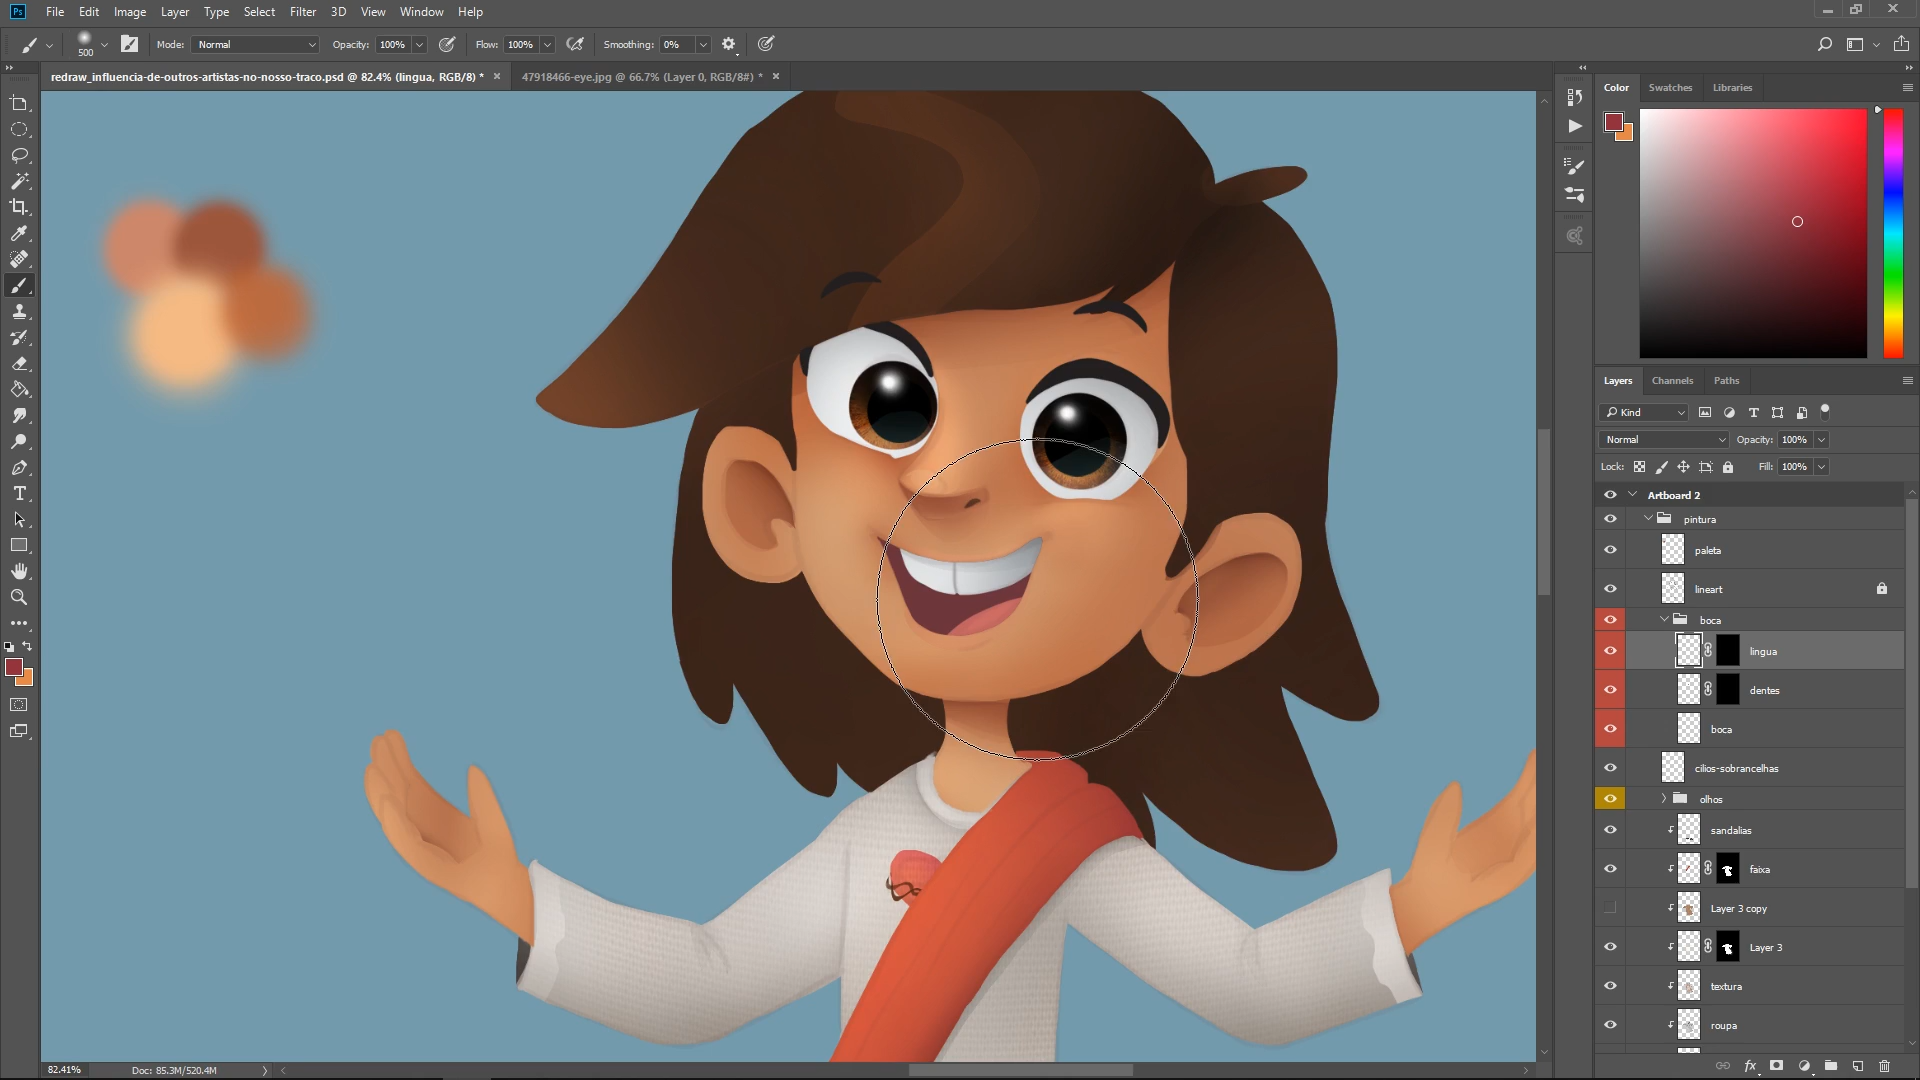 Ps File Edit Image Layer Type Select Filter 3D View Window Help
500 Mode: Normal Opacity: 100% Flow: 100% Smoothing: 0%
redraw_influencia-de-outros-artistas-no-nosso-traco.psd @ 82.4% (lingua, RGB/8) * × 47918466-eye.jpg @ 66.7% (Layer 0, RGB/8#) * ×
Color Swatches Libraries
Layers Channels Paths
Kind
Normal Opacity: 100%
Lock: Fill: 100%
Artboard 2
pintura
paleta
lineart
boca
lingua
dentes
boca
cilios-sobrancelhas
olhos
sandalias
faixa
Layer 3 copy
Layer 3
textura
roupa
82.41% Doc: 85.3M/520.4M
fx